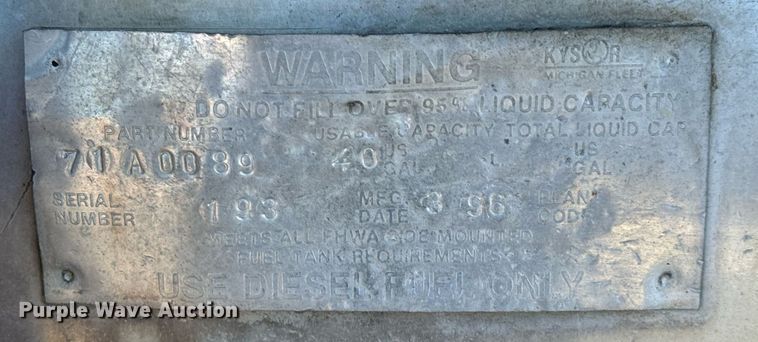 WARNING
KYSOR
MICHIGAN FLEET
DO NOT FILL OVER 95% LIQUID CAPACITY
PART NUMBER USABLE CAPACITY TOTAL LIQUID CAP
71A0089 40 US GAL US GAL
SERIAL NUMBER 193 MFG. DATE 3 96 PLANT CODE
MEETS ALL FHWA SIDE MOUNTED
FUEL TANK REQUIREMENTS
USE DIESEL FUEL ONLY
Purple Wave Auction